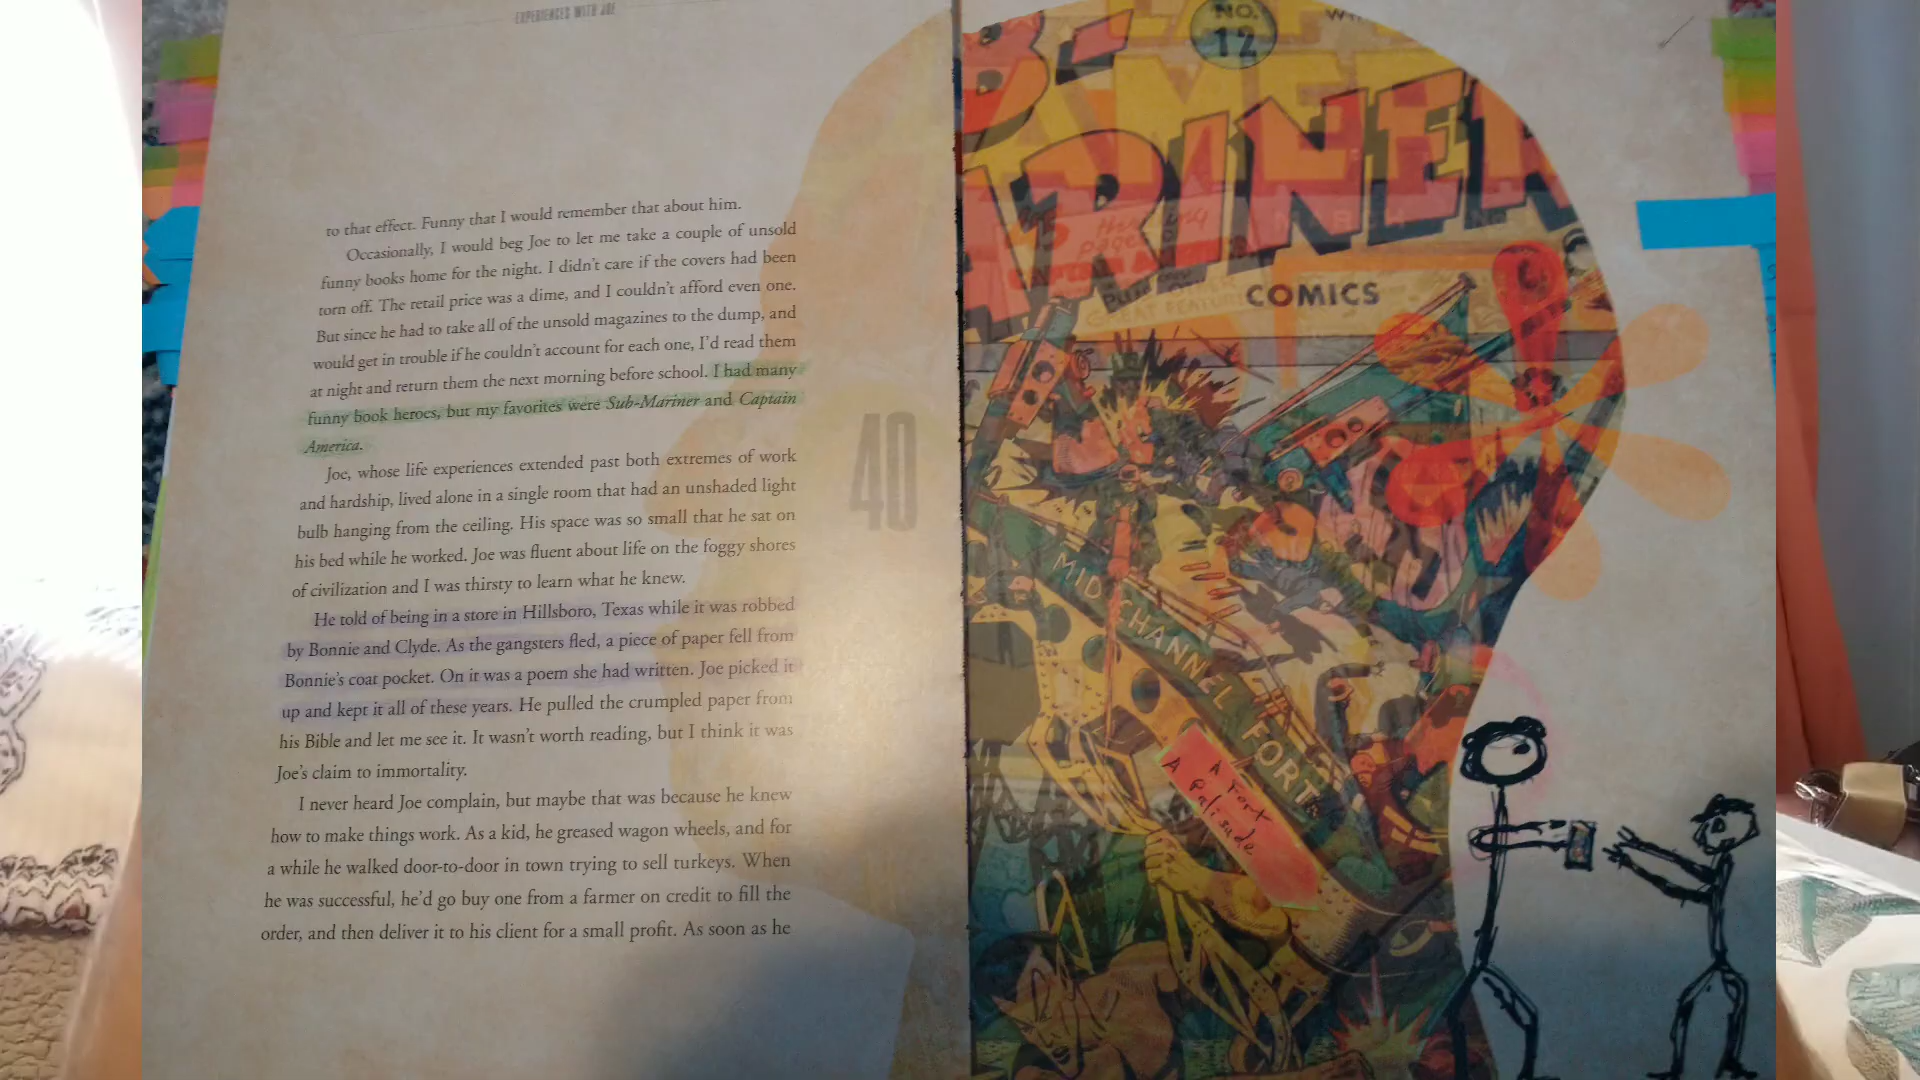 EXPERIENCES WITH JOE
to that effect. Funny that I would remember that about him.
Occasionally, I would beg Joe to let me take a couple of unsold
funny books home for the night. I didn't care if the covers had been
torn off. The retail price was a dime, and I couldn't afford even one.
But since he had to take all of the unsold magazines to the dump, and
would get in trouble if he couldn't account for each one, I'd read them
at night and return them the next morning before school. I had many
funny book heroes, but my favorites were Sub-Mariner and Captain
America.
Joe, whose life experiences extended past both extremes of work
and hardship, lived alone in a single room that had an unshaded light
bulb hanging from the ceiling. His space was so small that he sat on
his bed while he worked. Joe was fluent about life on the foggy shores
of civilization and I was thirsty to learn what he knew.
He told of being in a store in Hillsboro, Texas while it was robbed
by Bonnie and Clyde. As the gangsters fled, a piece of paper fell from
Bonnie's coat pocket. On it was a poem she had written. Joe picked it
up and kept it all of these years. He pulled the crumpled paper from
his Bible and let me see it. It wasn't worth reading, but I think it was
Joe's claim to immortality.
I never heard Joe complain, but maybe that was because he knew
how to make things work. As a kid, he greased wagon wheels, and for
a while he walked door-to-door in town trying to sell turkeys. When
he was successful, he'd go buy one from a farmer on credit to fill the
order, and then deliver it to his client for a small profit. As soon as he
40
NO.
12
B-
ARINER
COMICS
MID CHANNEL FORT
A Fort
A Palisade